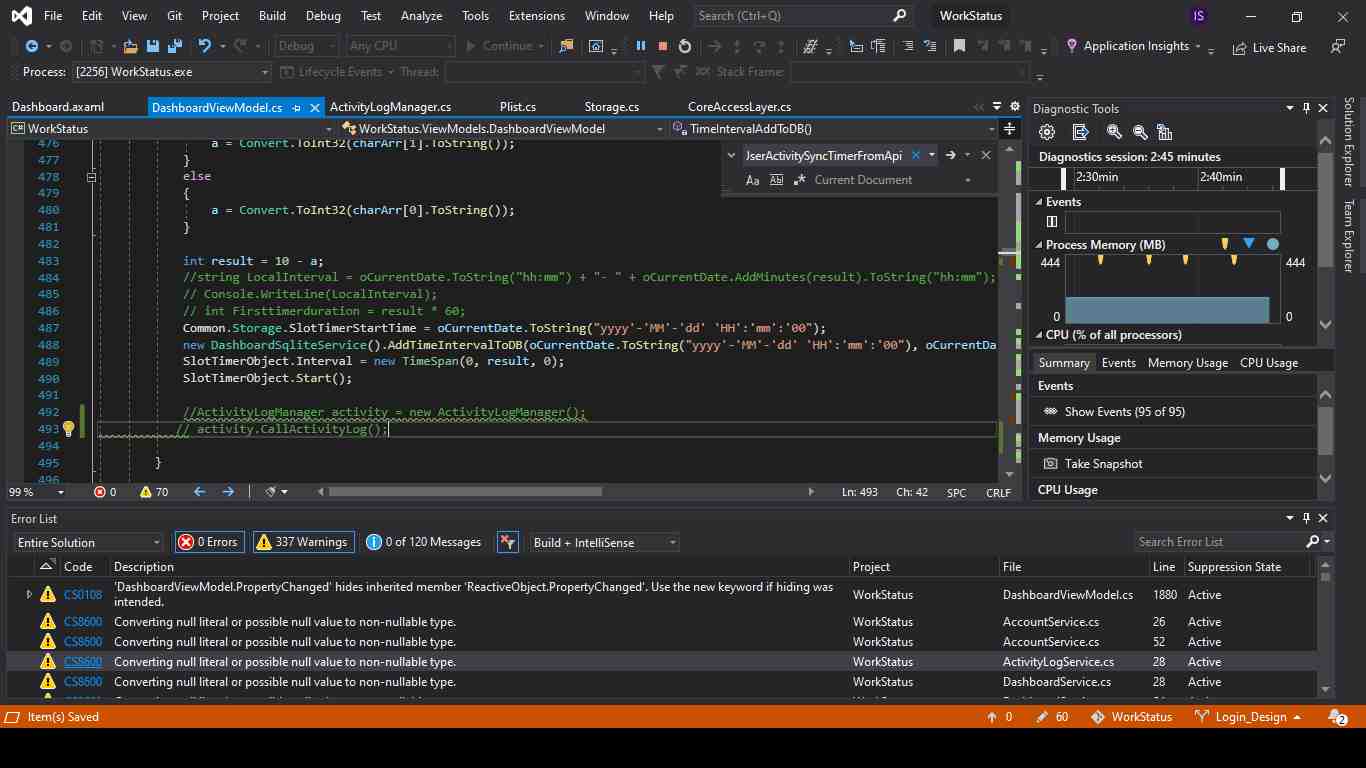 File Edit View Git Project Build Debug Test Analyze Tools Extensions Window Help Search (Ctrl+Q) WorkStatus IS
Debug Any CPU Continue Application Insights Live Share
Process: [2256] WorkStatus.exe Lifecycle Events Thread: Stack Frame:
Dashboard.axaml DashboardViewModel.cs ActivityLogManager.cs Plist.cs Storage.cs CoreAccessLayer.cs
WorkStatus WorkStatus.ViewModels.DashboardViewModel TimeIntervalAddToDB()
JserActivitySyncTimerFromApi
Aa Ab Current Document
476 a = Convert.ToInt32(charArr[1].ToString());
477 }
478 else
479 {
480 a = Convert.ToInt32(charArr[0].ToString());
481 }
482
483 int result = 10 - a;
484 //string LocalInterval = oCurrentDate.ToString("hh:mm") + "- " + oCurrentDate.AddMinutes(result).ToString("hh:mm");
485 // Console.WriteLine(LocalInterval);
486 // int Firsttimerduration = result * 60;
487 Common.Storage.SlotTimerStartTime = oCurrentDate.ToString("yyyy'-'MM'-'dd' 'HH':'mm':'00");
488 new DashboardSqliteService().AddTimeIntervalToDB(oCurrentDate.ToString("yyyy'-'MM'-'dd' 'HH':'mm':'00"), oCurrentDa
489 SlotTimerObject.Interval = new TimeSpan(0, result, 0);
490 SlotTimerObject.Start();
491
492 //ActivityLogManager activity = new ActivityLogManager();
493 // activity.CallActivityLog();
494
495 }
496
99 % 0 70 Ln: 493 Ch: 42 SPC CRLF
Diagnostic Tools
Diagnostics session: 2:45 minutes
2:30min 2:40min
Events
Process Memory (MB)
444 444
0 0
CPU (% of all processors)
Summary Events Memory Usage CPU Usage
Events
Show Events (95 of 95)
Memory Usage
Take Snapshot
CPU Usage
Solution Explorer
Team Explorer
Error List
Entire Solution 0 Errors 337 Warnings 0 of 120 Messages Build + IntelliSense Search Error List
Code Description Project File Line Suppression State
CS0108 'DashboardViewModel.PropertyChanged' hides inherited member 'ReactiveObject.PropertyChanged'. Use the new keyword if hiding was intended. WorkStatus DashboardViewModel.cs 1880 Active
CS8600 Converting null literal or possible null value to non-nullable type. WorkStatus AccountService.cs 26 Active
CS8600 Converting null literal or possible null value to non-nullable type. WorkStatus AccountService.cs 52 Active
CS8600 Converting null literal or possible null value to non-nullable type. WorkStatus ActivityLogService.cs 28 Active
CS8600 Converting null literal or possible null value to non-nullable type. WorkStatus DashboardService.cs 28 Active
Item(s) Saved 0 60 WorkStatus Login_Design 2